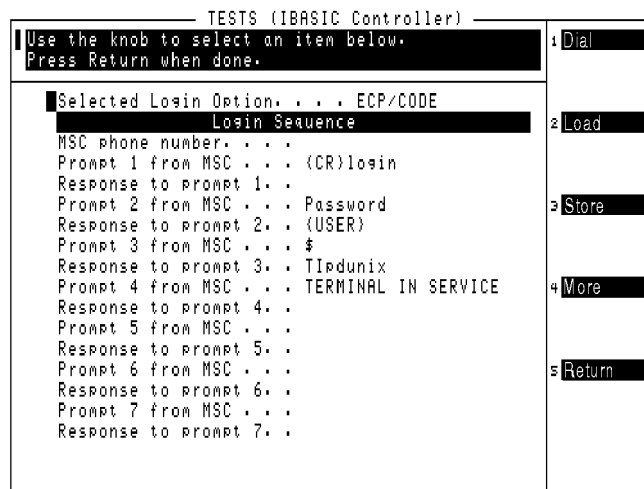 TESTS (IBASIC Controller)
Use the knob to select an item below.
Press Return when done.
Selected Login Option. . . . ECP/CODE
Login Sequence
MSC phone number. . . .
Prompt 1 from MSC . . . {CR}login
Response to prompt 1. .
Prompt 2 from MSC . . . Password
Response to prompt 2. . {USER}
Prompt 3 from MSC . . . $
Response to prompt 3. . TIpdunix
Prompt 4 from MSC . . . TERMINAL IN SERVICE
Response to prompt 4. .
Prompt 5 from MSC . . .
Response to prompt 5. .
Prompt 6 from MSC . . .
Response to prompt 6. .
Prompt 7 from MSC . . .
Response to prompt 7. .
1 Dial
2 Load
3 Store
4 More
5 Return